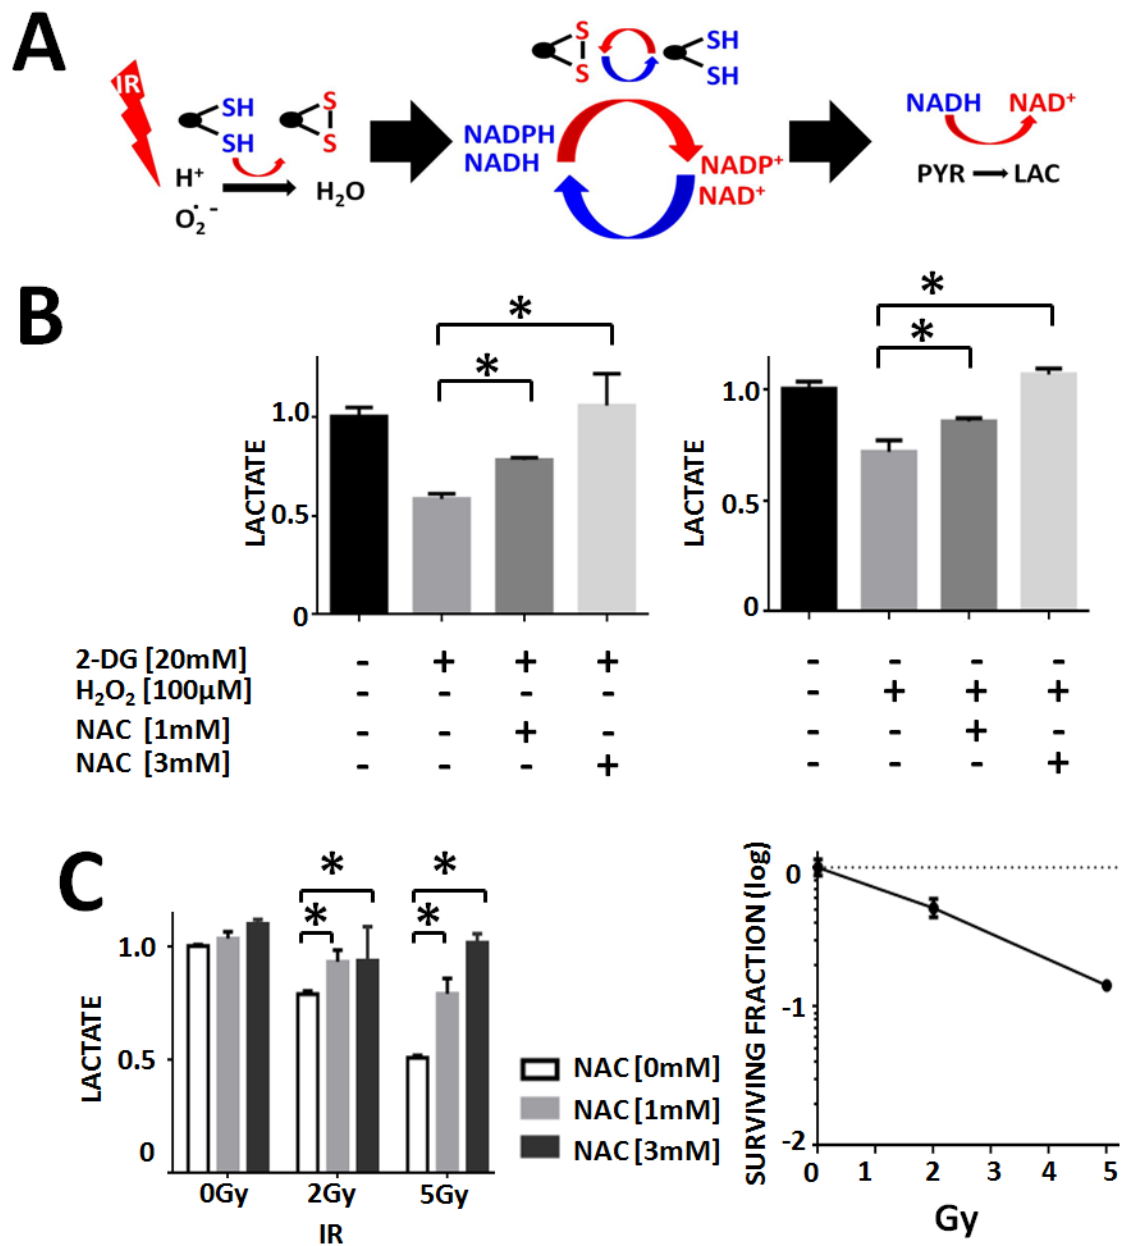 A
IR
SH
SH
S
S
H⁺
O₂˙⁻
H₂O
S
S
SH
SH
NADPH
NADH
NADP⁺
NAD⁺
NADH NAD⁺
PYR LAC
B
*
*
LACTATE
1.0
0.5
0
*
*
LACTATE
1.0
0.5
0
2-DG [20mM] - + + + - - - -
H₂O₂ [100µM] - - - - - + + +
NAC [1mM] - - + - - - + -
NAC [3mM] - - - + - - - +
C
* *
* *
LACTATE
1.0
0.5
0
0Gy 2Gy 5Gy
IR
NAC [0mM]
NAC [1mM]
NAC [3mM]
SURVIVING FRACTION (log)
0
-1
-2
0 1 2 3 4 5
Gy